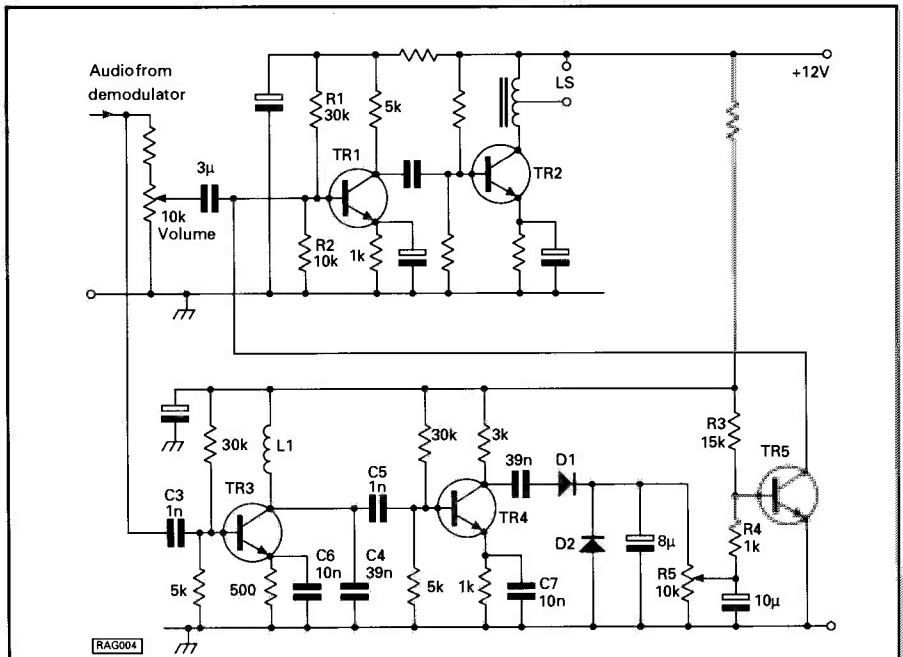 Audio from
demodulator
+12V
LS
R1
30k
5k
3μ
TR1
TR2
10k
Volume
R2
10k
1k
R3
15k
TR5
30k
L1
30k
3k
C3
1n
TR3
C5
1n
39n
D1
TR4
R4
1k
5k
500
C6
10n
C4
39n
5k
1k
C7
10n
D2
8μ
R5
10k
10μ
RAG004